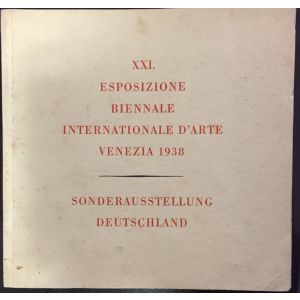 XXI.
ESPOSIZIONE
BIENNALE
INTERNATIONALE D'ARTE
VENEZIA 1938
SONDERAUSSTELLUNG
DEUTSCHLAND